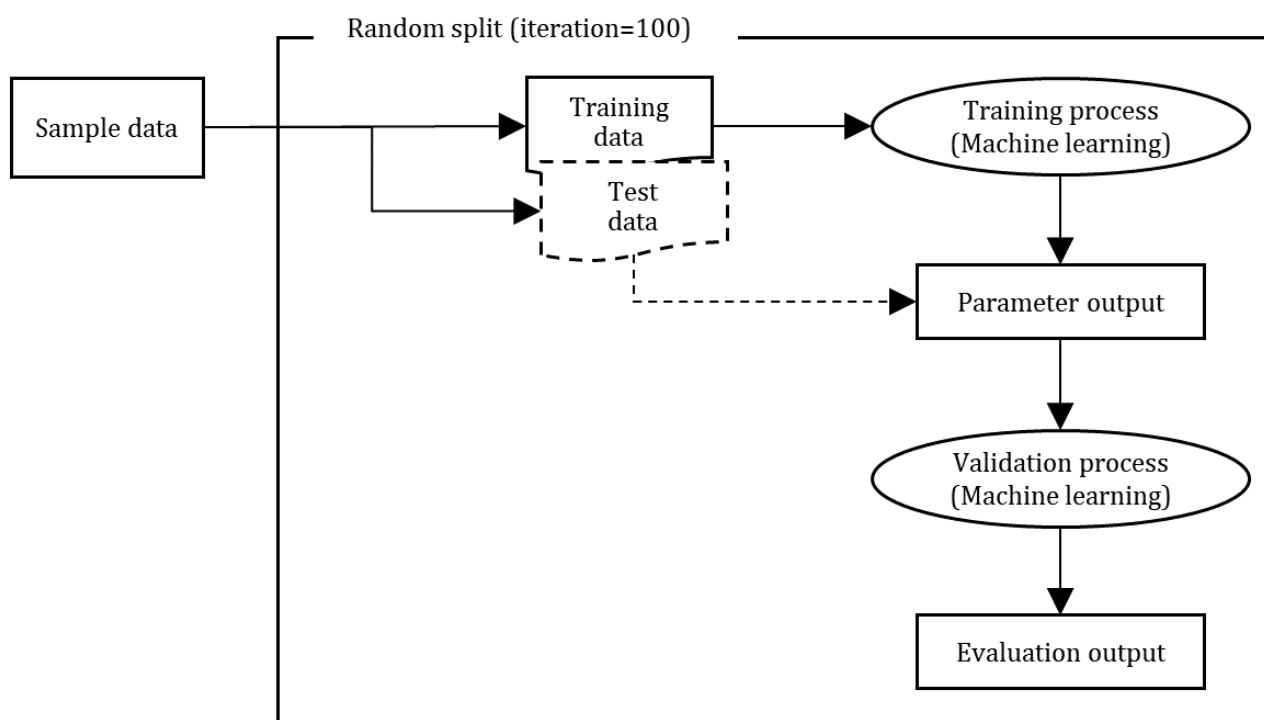 Random split (iteration=100)
Sample data
Training
data
Test
data
Training process
(Machine learning)
Parameter output
Validation process
(Machine learning)
Evaluation output